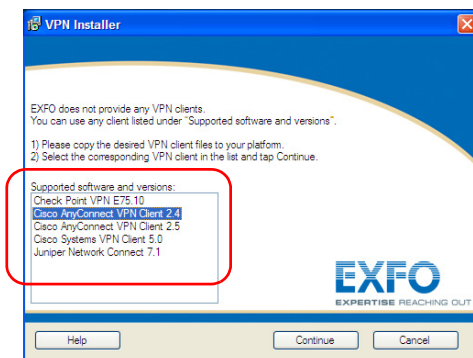 VPN Installer
EXFO does not provide any VPN clients.
You can use any client listed under "Supported software and versions".
1) Please copy the desired VPN client files to your platform.
2) Select the corresponding VPN client in the list and tap Continue.
Supported software and versions:
Check Point VPN E75.10
Cisco AnyConnect VPN Client 2.4
Cisco AnyConnect VPN Client 2.5
Cisco Systems VPN Client 5.0
Juniper Network Connect 7.1
EXFO
EXPERTISE REACHING OUT
Help
Continue
Cancel